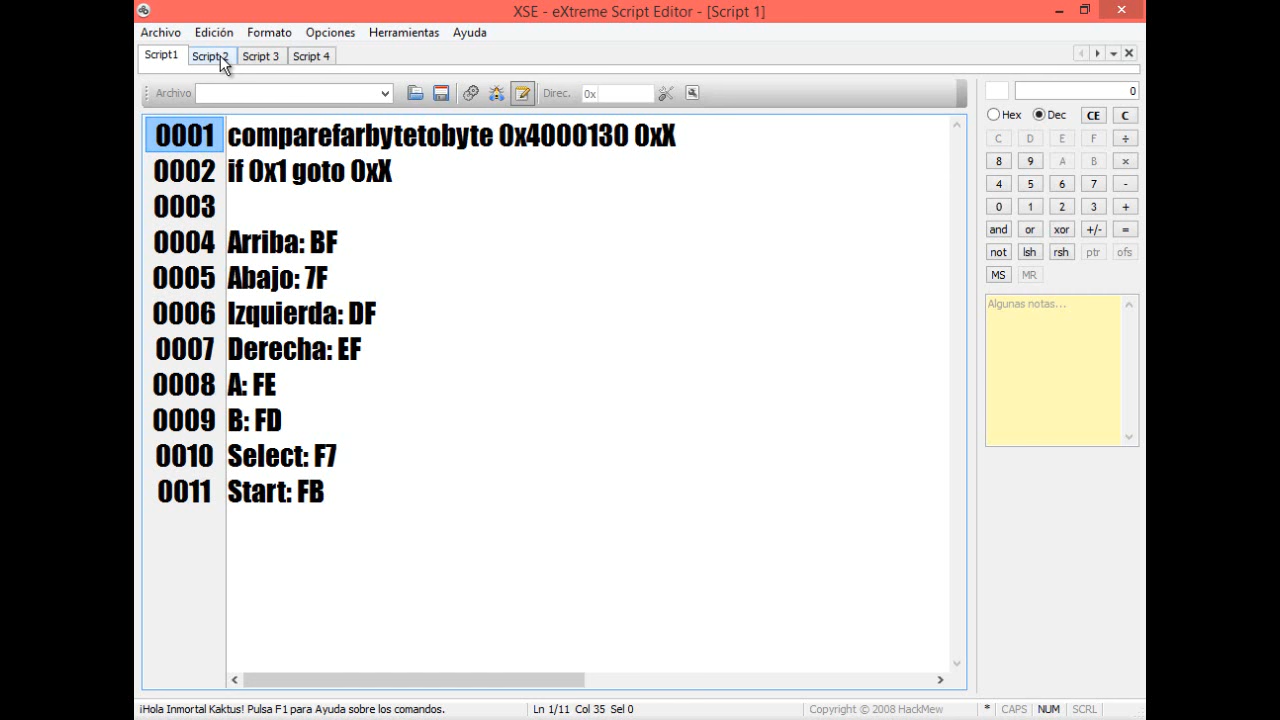 XSE - eXtreme Script Editor - [Script 1]
Archivo Edición Formato Opciones Herramientas Ayuda
Script1 Script 2 Script 3 Script 4
Archivo Direc. 0x
0001 comparefarbytetobyte 0x4000130 0xX
0002 if 0x1 goto 0xX
0003
0004 Arriba: BF
0005 Abajo: 7F
0006 Izquierda: DF
0007 Derecha: EF
0008 A: FE
0009 B: FD
0010 Select: F7
0011 Start: FB
0
Hex Dec CE C
C D E F ÷
8 9 A B ×
4 5 6 7 -
0 1 2 3 +
and or xor +/- =
not lsh rsh ptr ofs
MS MR
Algunas notas...
¡Hola Inmortal Kaktus! Pulsa F1 para Ayuda sobre los comandos. Ln 1/11 Col 35 Sel 0 Copyright © 2008 HackMew * CAPS NUM SCRL